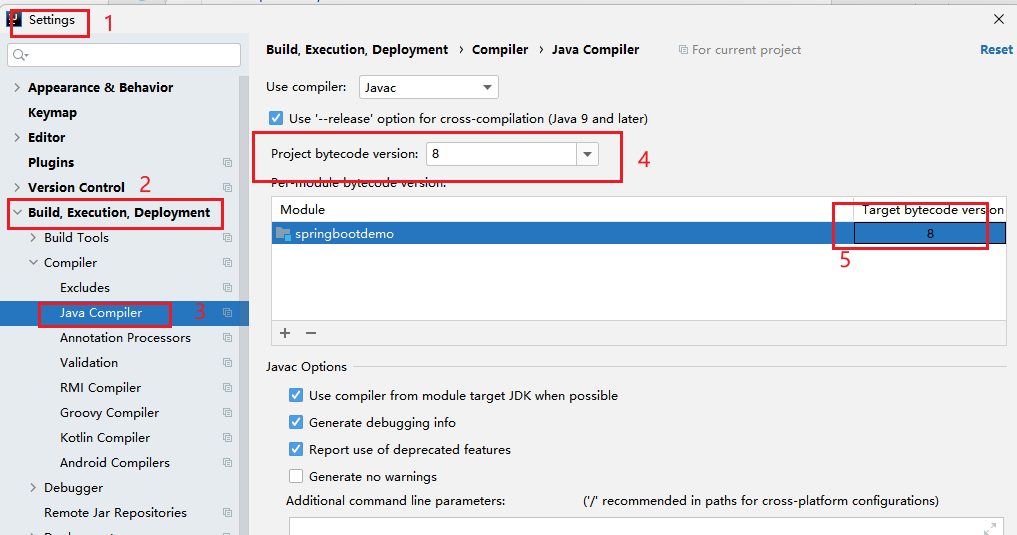 Settings
1
Build, Execution, Deployment › Compiler › Java Compiler
For current project
Reset
Appearance & Behavior
Keymap
Editor
Plugins
Version Control
2
Build, Execution, Deployment
Build Tools
Compiler
Excludes
Java Compiler
3
Annotation Processors
Validation
RMI Compiler
Groovy Compiler
Kotlin Compiler
Android Compilers
Debugger
Remote Jar Repositories
Use compiler:
Javac
Use '--release' option for cross-compilation (Java 9 and later)
Project bytecode version:
8
4
Per-module bytecode version:
Module
Target bytecode version
springbootdemo
8
5
Javac Options
Use compiler from module target JDK when possible
Generate debugging info
Report use of deprecated features
Generate no warnings
Additional command line parameters:
('/' recommended in paths for cross-platform configurations)